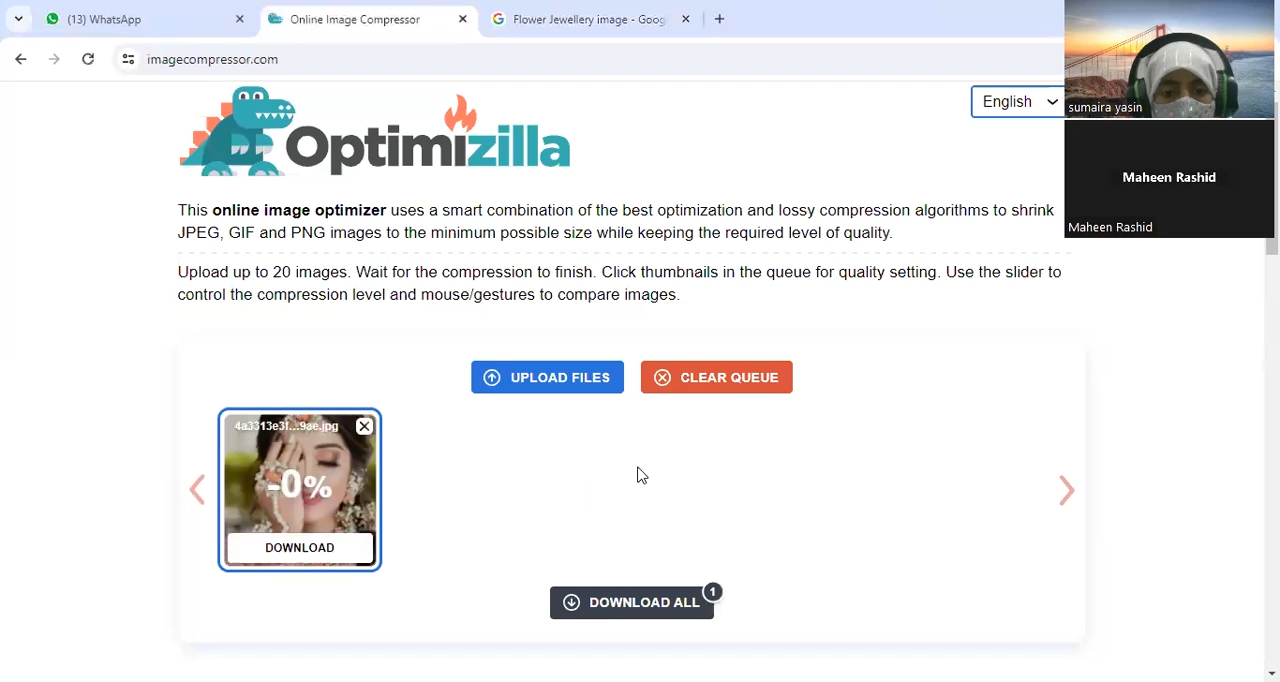 (13) WhatsApp
Online Image Compressor
Flower Jewellery image - Goog
imagecompressor.com
English
sumaira yasin
Maheen Rashid
Maheen Rashid
Optimizilla
This online image optimizer uses a smart combination of the best optimization and lossy compression algorithms to shrink
JPEG, GIF and PNG images to the minimum possible size while keeping the required level of quality.
Upload up to 20 images. Wait for the compression to finish. Click thumbnails in the queue for quality setting. Use the slider to
control the compression level and mouse/gestures to compare images.
UPLOAD FILES
CLEAR QUEUE
4a3313e3f...9ae.jpg
-0%
DOWNLOAD
DOWNLOAD ALL
1